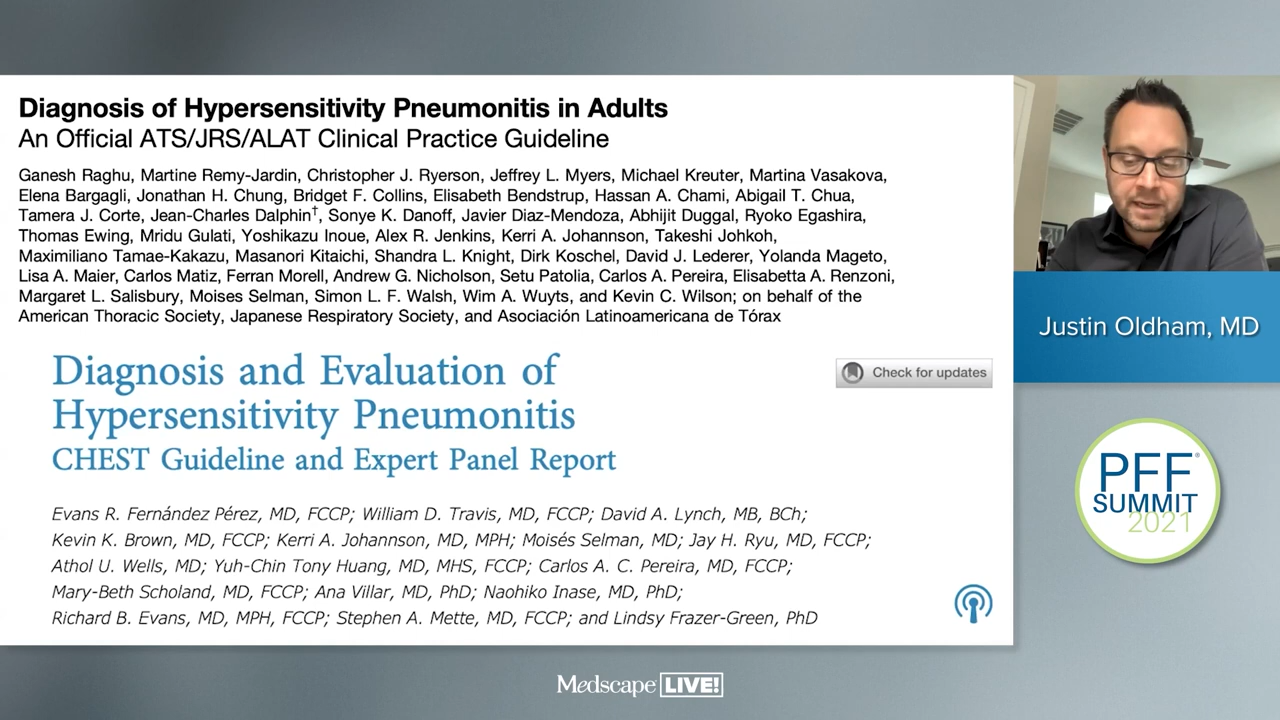 Diagnosis of Hypersensitivity Pneumonitis in Adults
An Official ATS/JRS/ALAT Clinical Practice Guideline
Ganesh Raghu, Martine Remy-Jardin, Christopher J. Ryerson, Jeffrey L. Myers, Michael Kreuter, Martina Vasakova,
Elena Bargagli, Jonathan H. Chung, Bridget F. Collins, Elisabeth Bendstrup, Hassan A. Chami, Abigail T. Chua,
Tamera J. Corte, Jean-Charles Dalphin†, Sonye K. Danoff, Javier Diaz-Mendoza, Abhijit Duggal, Ryoko Egashira,
Thomas Ewing, Mridu Gulati, Yoshikazu Inoue, Alex R. Jenkins, Kerri A. Johannson, Takeshi Johkoh,
Maximiliano Tamae-Kakazu, Masanori Kitaichi, Shandra L. Knight, Dirk Koschel, David J. Lederer, Yolanda Mageto,
Lisa A. Maier, Carlos Matiz, Ferran Morell, Andrew G. Nicholson, Setu Patolia, Carlos A. Pereira, Elisabetta A. Renzoni,
Margaret L. Salisbury, Moises Selman, Simon L. F. Walsh, Wim A. Wuyts, and Kevin C. Wilson; on behalf of the
American Thoracic Society, Japanese Respiratory Society, and Asociación Latinoamericana de Tórax
Diagnosis and Evaluation of
Hypersensitivity Pneumonitis
CHEST Guideline and Expert Panel Report
Check for updates
Evans R. Fernández Pérez, MD, FCCP; William D. Travis, MD, FCCP; David A. Lynch, MB, BCh;
Kevin K. Brown, MD, FCCP; Kerri A. Johannson, MD, MPH; Moisés Selman, MD; Jay H. Ryu, MD, FCCP;
Athol U. Wells, MD; Yuh-Chin Tony Huang, MD, MHS, FCCP; Carlos A. C. Pereira, MD, FCCP;
Mary-Beth Scholand, MD, FCCP; Ana Villar, MD, PhD; Naohiko Inase, MD, PhD;
Richard B. Evans, MD, MPH, FCCP; Stephen A. Mette, MD, FCCP; and Lindsy Frazer-Green, PhD
Justin Oldham, MD
PFF®
SUMMIT
2021
Medscape LIVE!